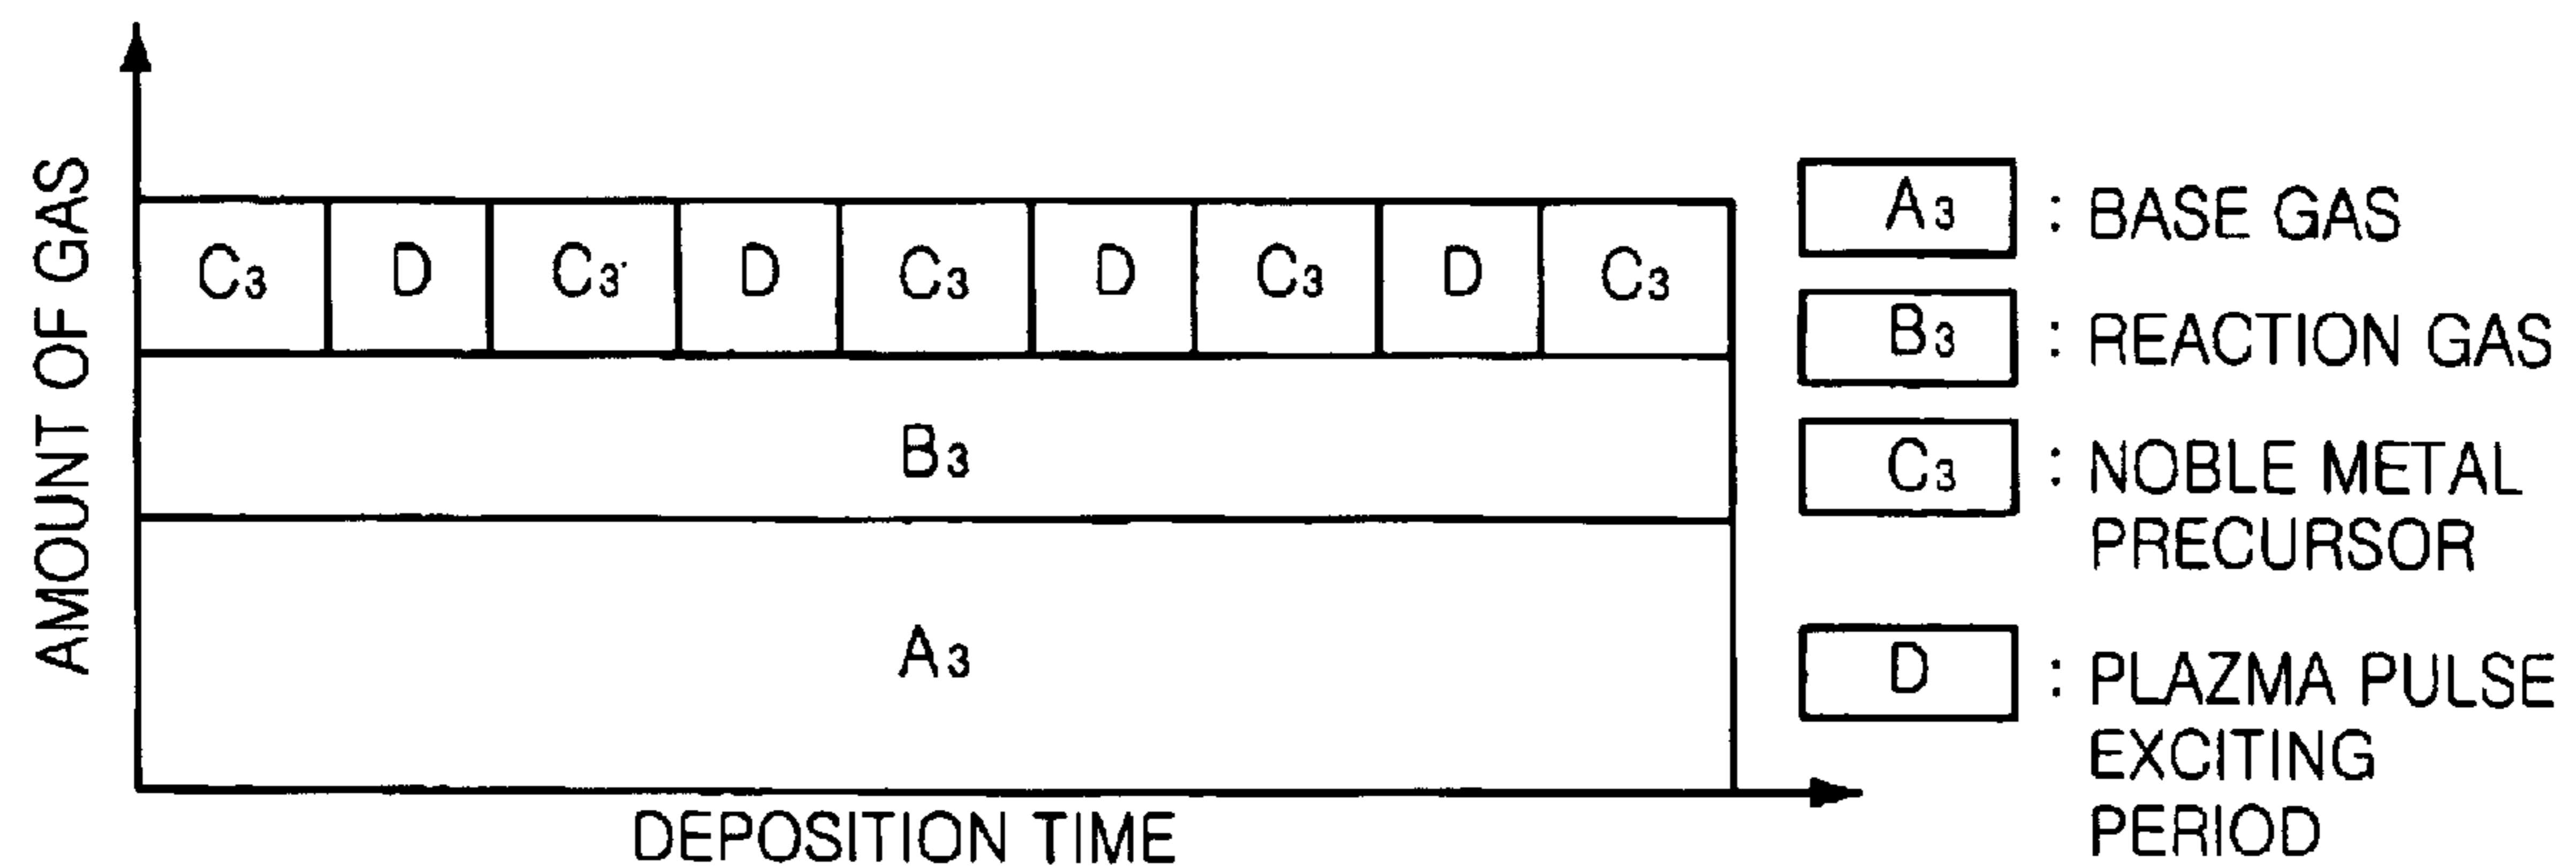 AMOUNT OF GAS
C3 D C3 D C3 D C3 D C3
B3
A3
DEPOSITION TIME
A3 : BASE GAS
B3 : REACTION GAS
C3 : NOBLE METAL
PRECURSOR
D : PLAZMA PULSE
EXCITING
PERIOD